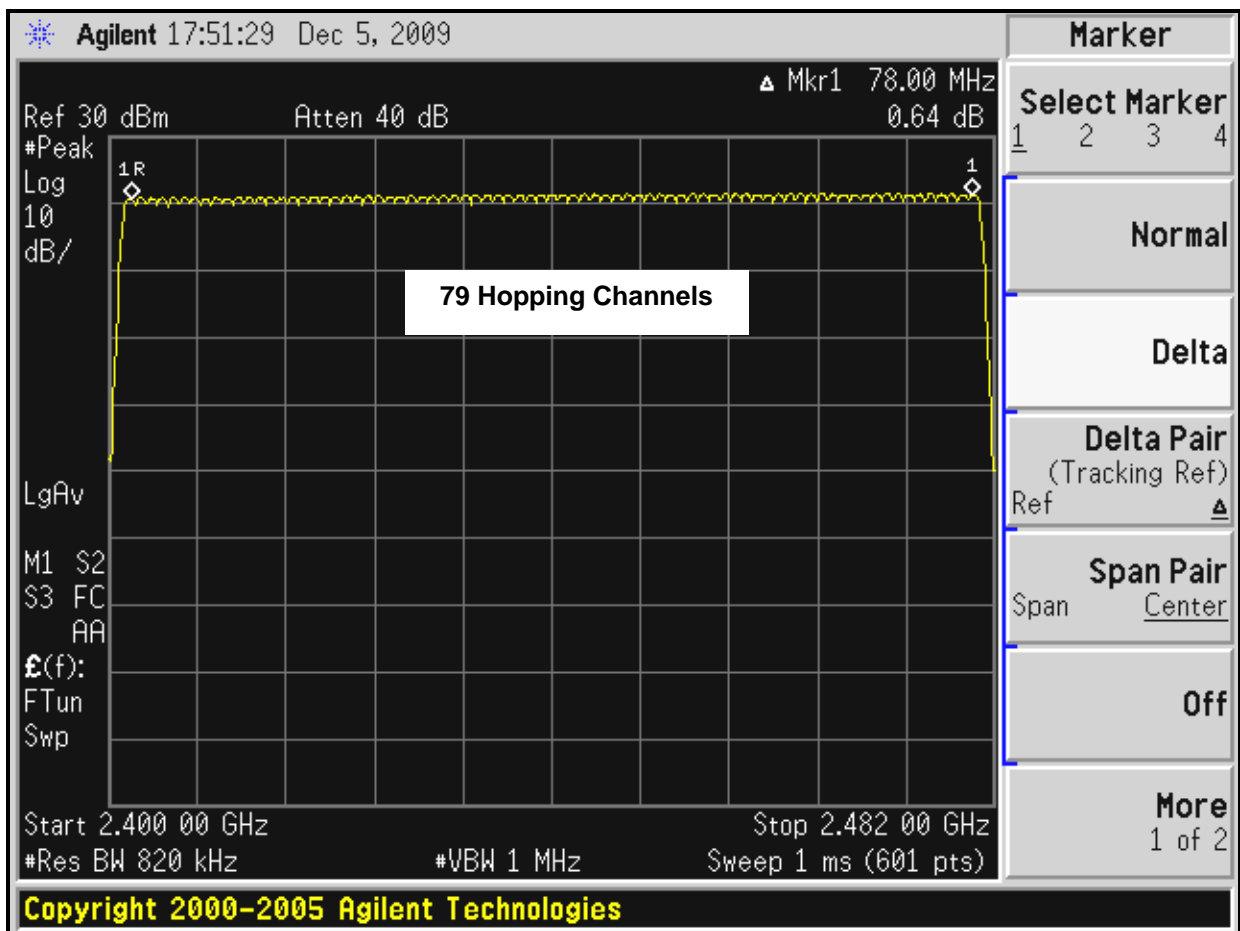 Agilent 17:51:29 Dec 5, 2009
Marker
▵ Mkr1 78.00 MHz
Ref 30 dBm Atten 40 dB 0.64 dB
#Peak
Log
10
dB/
1R
1
79 Hopping Channels
LgAv
M1 S2
S3 FC
AA
£(f):
FTun
Swp
Start 2.400 00 GHz Stop 2.482 00 GHz
#Res BW 820 kHz #VBW 1 MHz Sweep 1 ms (601 pts)
Copyright 2000-2005 Agilent Technologies
Select Marker
1 2 3 4
Normal
Delta
Delta Pair
(Tracking Ref)
Ref ▵
Span Pair
Span Center
Off
More
1 of 2